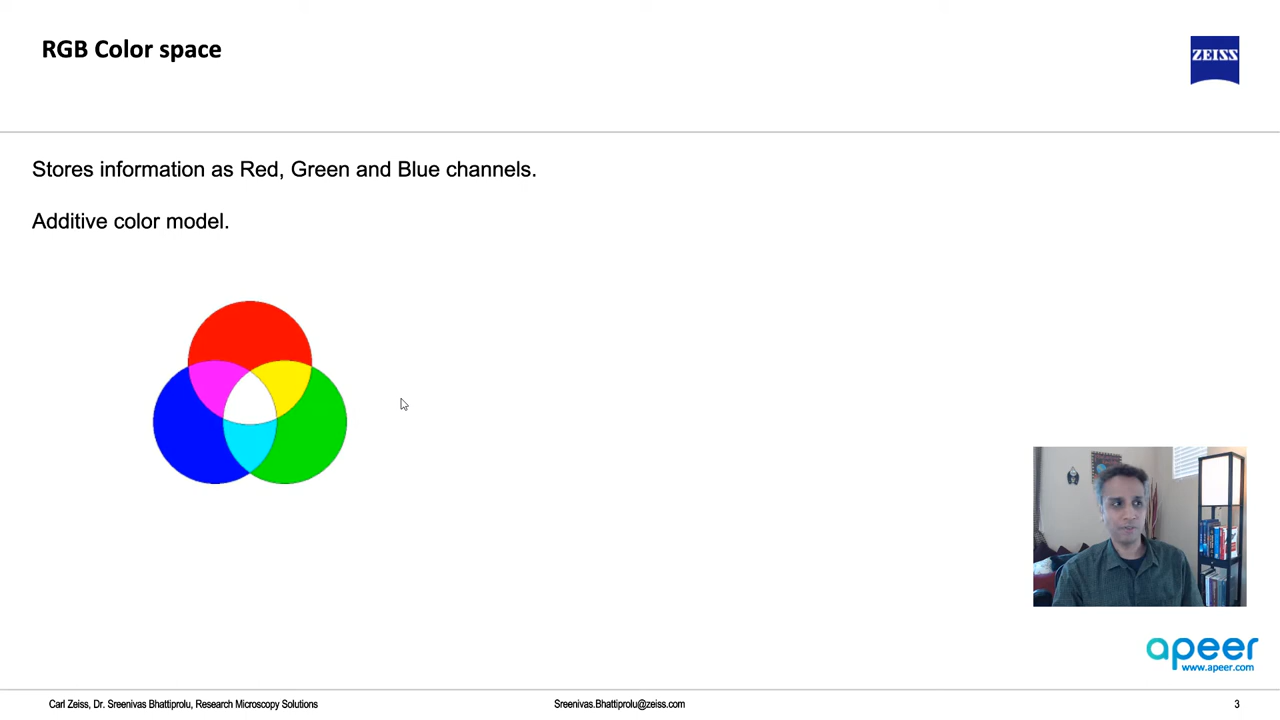 RGB Color space
ZEISS
Stores information as Red, Green and Blue channels.
Additive color model.
apeer
www.apeer.com
Carl Zeiss, Dr. Sreenivas Bhattiprolu, Research Microscopy Solutions
Sreenivas.Bhattiprolu@zeiss.com
3